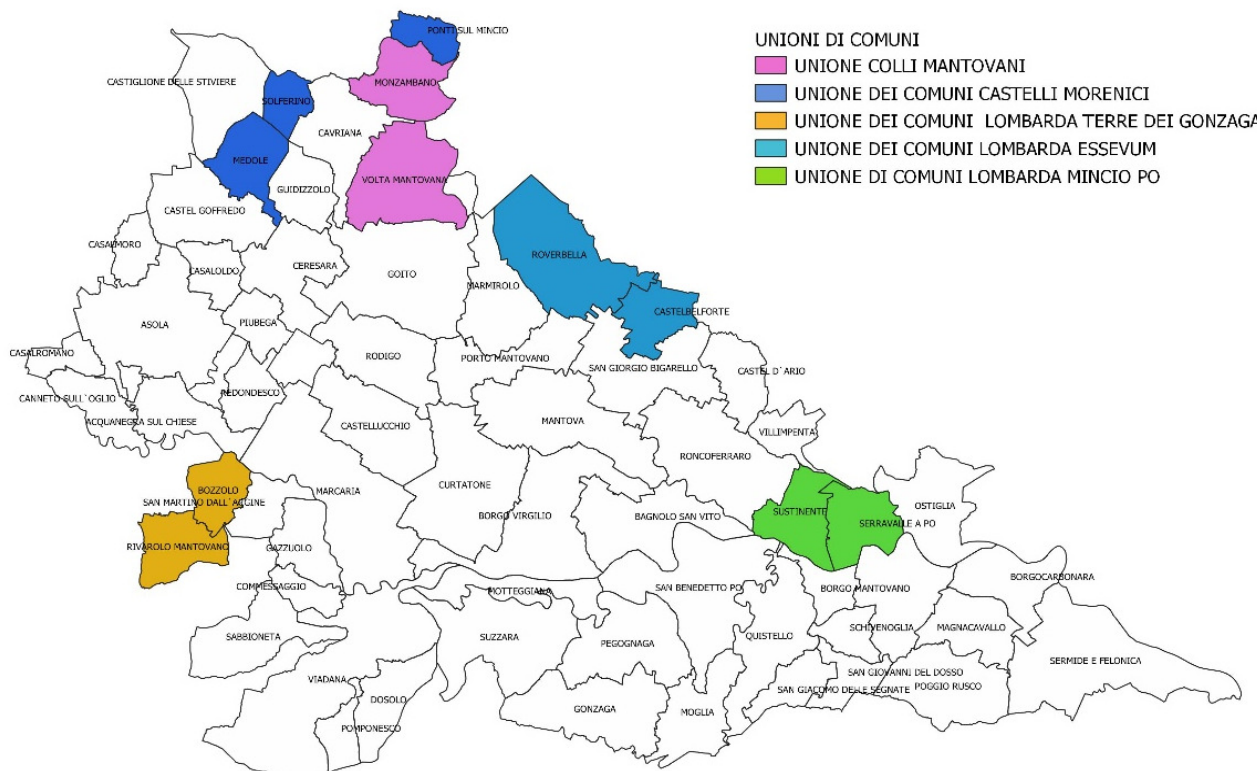 UNIONI DI COMUNI
UNIONE COLLI MANTOVANI
UNIONE DEI COMUNI CASTELLI MORENICI
UNIONE DEI COMUNI LOMBARDA TERRE DEI GONZAGA
UNIONE DEI COMUNI LOMBARDA ESSEVUM
UNIONE DI COMUNI LOMBARDA MINCIO PO
PONTI SUL MINCIO
CASTIGLIONE DELLE STIVIERE
MONZAMBANO
SOLFERINO
CAVRIANA
MEDOLE
VOLTA MANTOVANA
GUIDIZZOLO
CASTEL GOFFREDO
CASALMORO
ROVERBELLA
CERESARA
CASALOLDO
GOITO
MARMIROLO
CASTELBELFORTE
ASOLA
PIUBEGA
CASALROMANO
RODIGO
PORTO MANTOVANO
SAN GIORGIO BIGARELLO
CASTEL D`ARIO
REDONDESCO
CANNETO SULL`OGLIO
ACQUANEGRA SUL CHIESE
CASTELLUCCHIO
MANTOVA
VILLIMPENTA
RONCOFERRARO
BOZZOLO
MARCARIA
CURTATONE
SAN MARTINO DALL`ARGINE
BORGO VIRGILIO
BAGNOLO SAN VITO
SUSTINENTE
OSTIGLIA
SERRAVALLE A PO
RIVAROLO MANTOVANO
GAZZUOLO
COMMESSAGGIO
MOTTEGGIANA
SAN BENEDETTO PO
BORGO MANTOVANO
BORGOCARBONARA
SABBIONETA
SUZZARA
PEGOGNAGA
QUISTELLO
SCHIVENOGLIA
MAGNACAVALLO
SERMIDE E FELONICA
VIADANA
DOSOLO
POMPONESCO
GONZAGA
MOGLIA
SAN GIOVANNI DEL DOSSO
SAN GIACOMO DELLE SEGNATE
POGGIO RUSCO